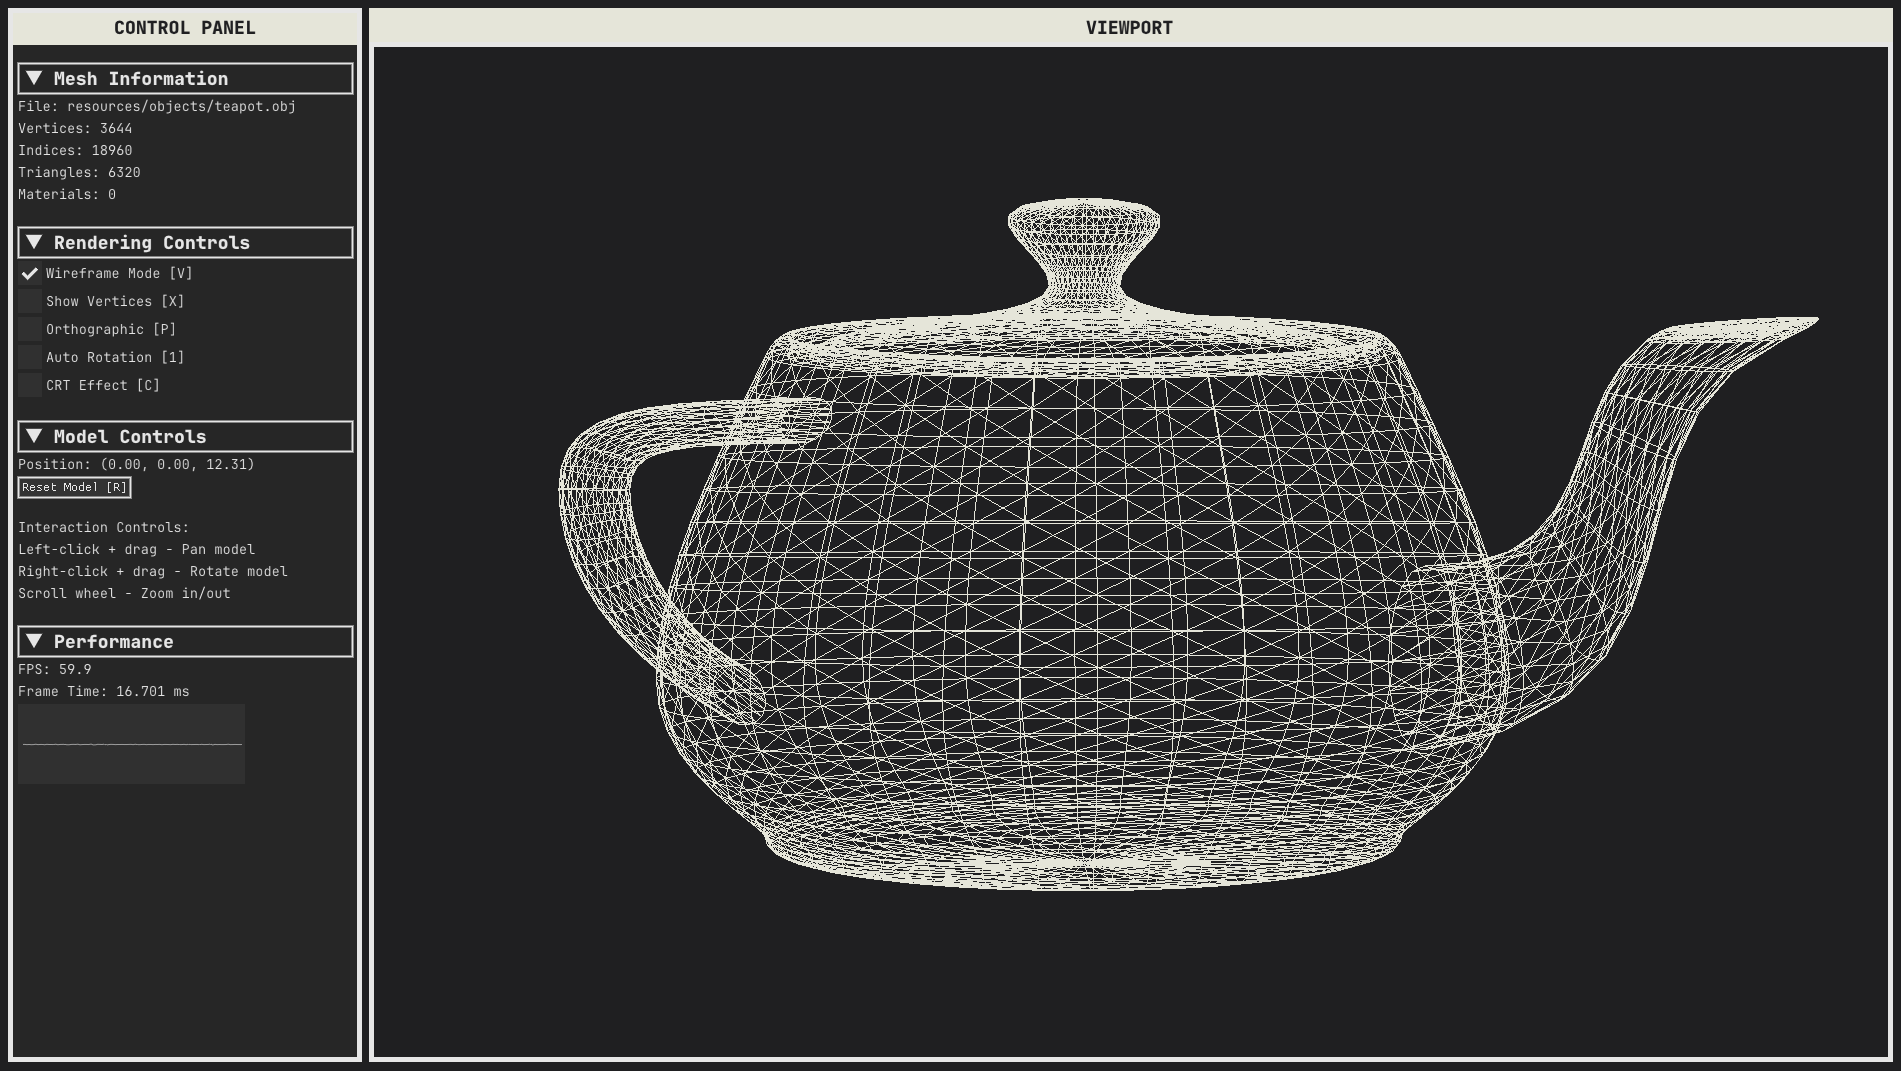 CONTROL PANEL
Mesh Information
File: resources/objects/teapot.obj
Vertices: 3644
Indices: 18960
Triangles: 6320
Materials: 0
Rendering Controls
Wireframe Mode [V]
Show Vertices [X]
Orthographic [P]
Auto Rotation [1]
CRT Effect [C]
Model Controls
Position: (0.00, 0.00, 12.31)
Reset Model [R]
Interaction Controls:
Left-click + drag - Pan model
Right-click + drag - Rotate model
Scroll wheel - Zoom in/out
Performance
FPS: 59.9
Frame Time: 16.701 ms
VIEWPORT